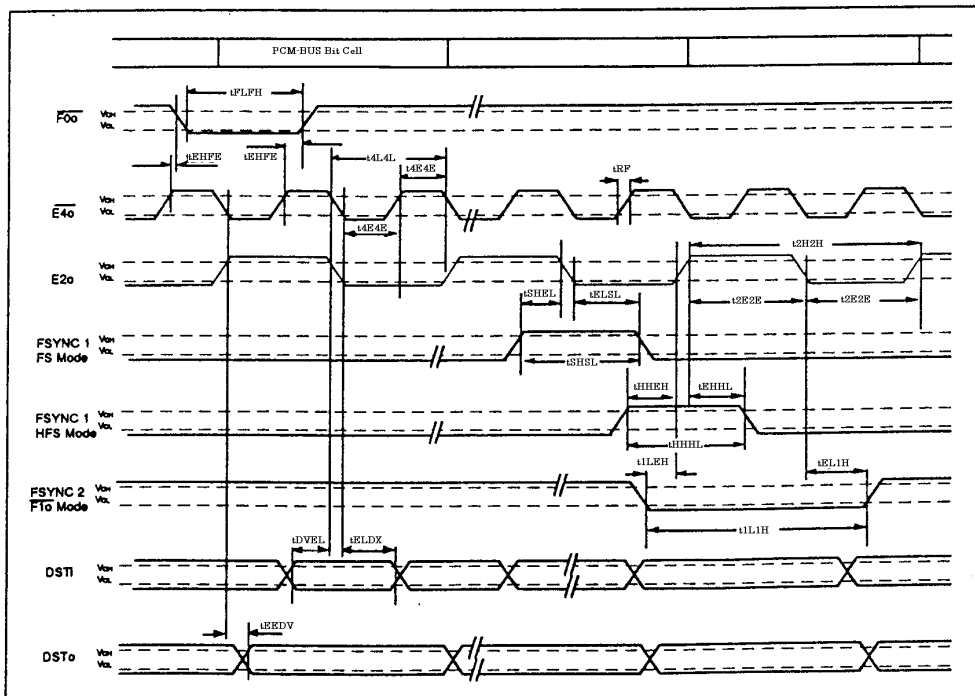 PCM-BUS Bit Cell
tFLFH
F0o VOH
VOL
tEHFE tEHFE t4L4L
t4E4E tRF
E4o VOH
VOL
t4E4E
t2H2H
E2o VOH
VOL
tSHEL tELSL t2E2E t2E2E
FSYNC 1 VOH
FS Mode VOL
tSHSL
tHHEH tEHHL
FSYNC 1 VOH
HFS Mode VOL
tHHHL
t1LEH tEL1H
FSYNC 2 VOH
F1o Mode VOL
t1L1H
tDVEL tELDX
DSTi VOH
VOL
tEEDV
DSTo VOH
VOL